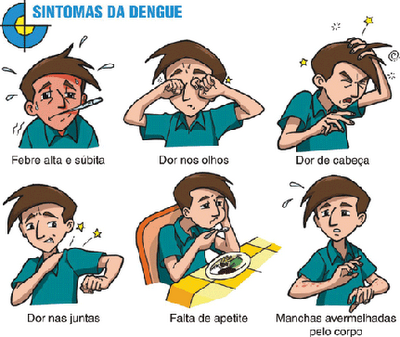 SINTOMAS DA DENGUE
Febre alta e súbita
Dor nos olhos
Dor de cabeça
Dor nas juntas
Falta de apetite
Manchas avermelhadas
pelo corpo